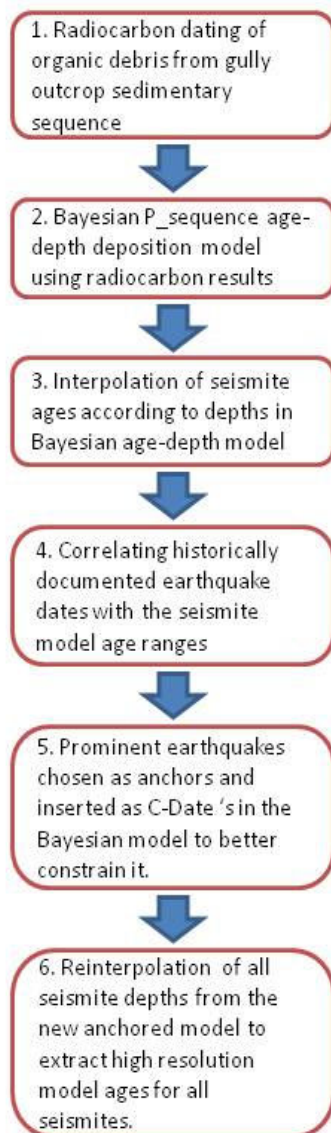 1. Radiocarbon dating of
organic debris from gully
outcrop sedimentary
sequence
2. Bayesian P_sequence age-
depth deposition model
using radiocarbon results
3. Interpolation of seismite
ages according to depths in
Bayesian age-depth model
4. Correlating historically
documented earthquake
dates with the seismite
model age ranges
5. Prominent earthquakes
chosen as anchors and
inserted as C-Date 's in the
Bayesian model to better
constrain it.
6. Reinterpolation of all
seismite depths from the
new anchored model to
extract high resolution
model ages for all
seismites.